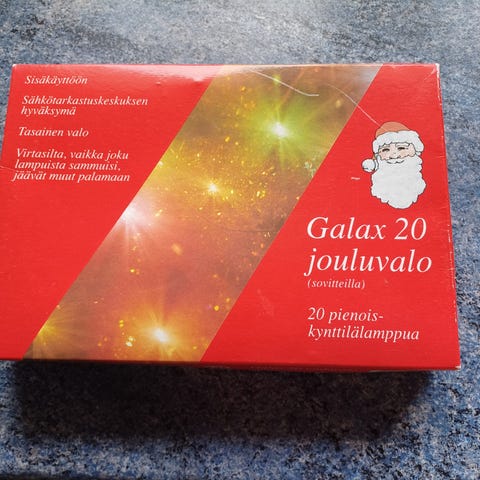 Sisäkäyttöön
Sähkötarkastuskeskuksen
hyväksymä
Tasainen valo
Virtasilta, vaikka joku
lampuista sammuisi,
jäävät muut palamaan
Galax 20
jouluvalo
(sovitteilla)
20 pienois-
kynttilälamppua